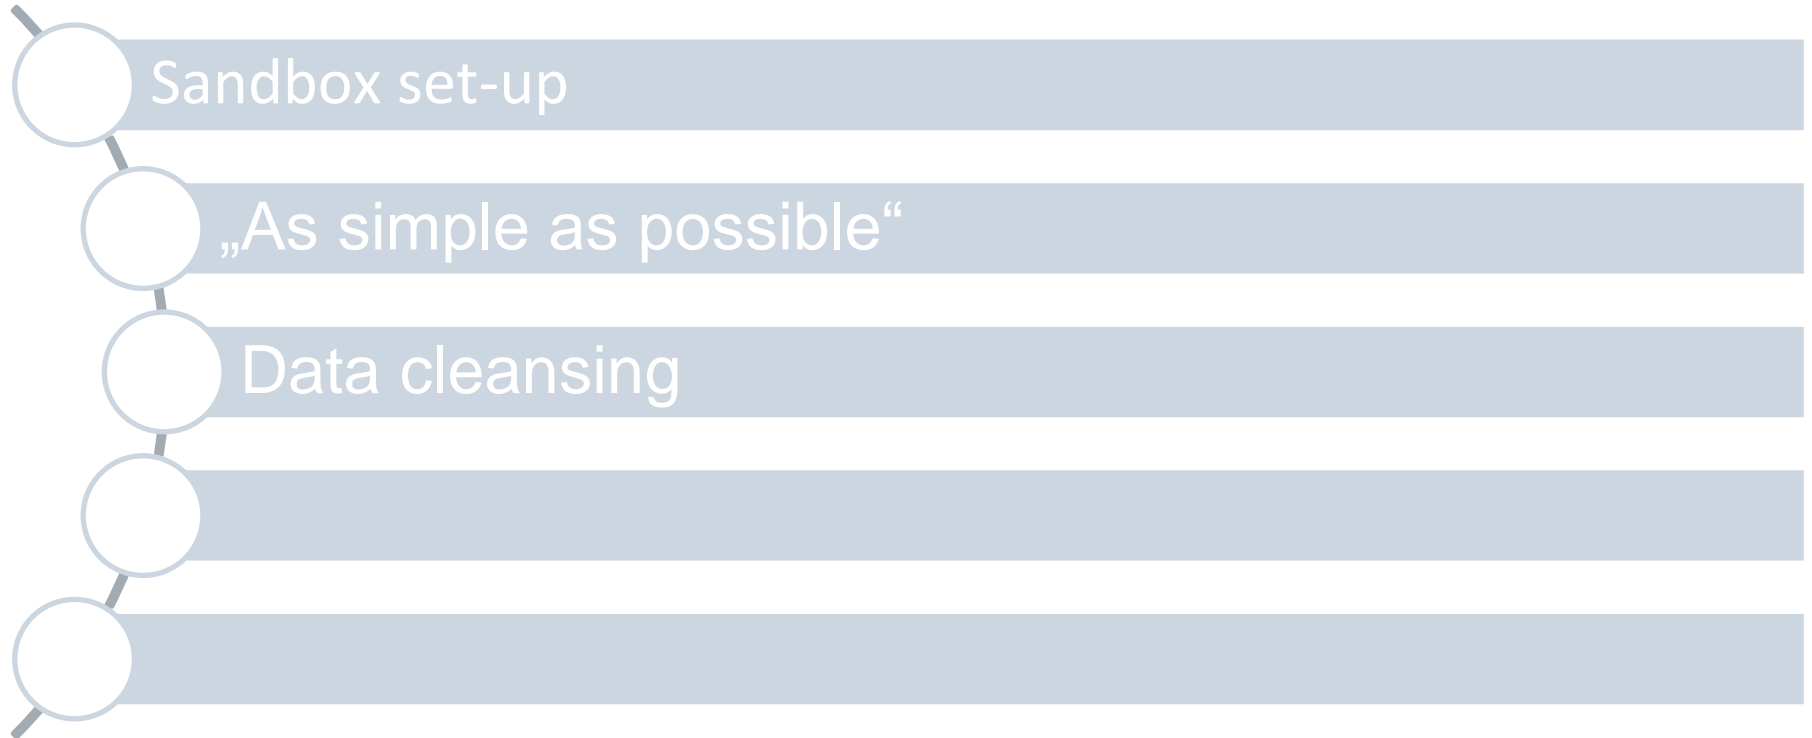 Sandbox set-up
„As simple as possible“
Data cleansing